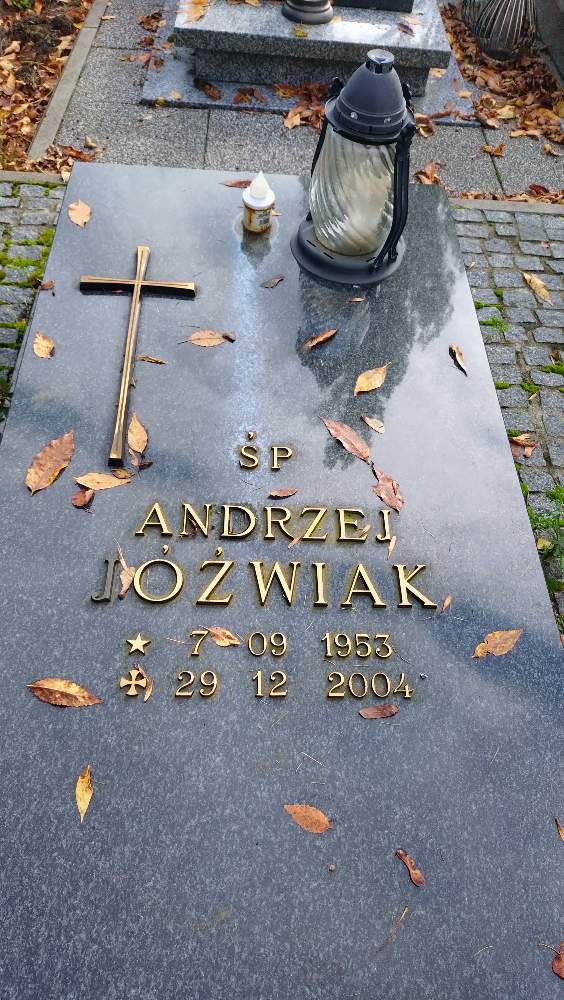 ŚP
ANDRZEJ
JÓŹWIAK
7 09 1953
29 12 2004